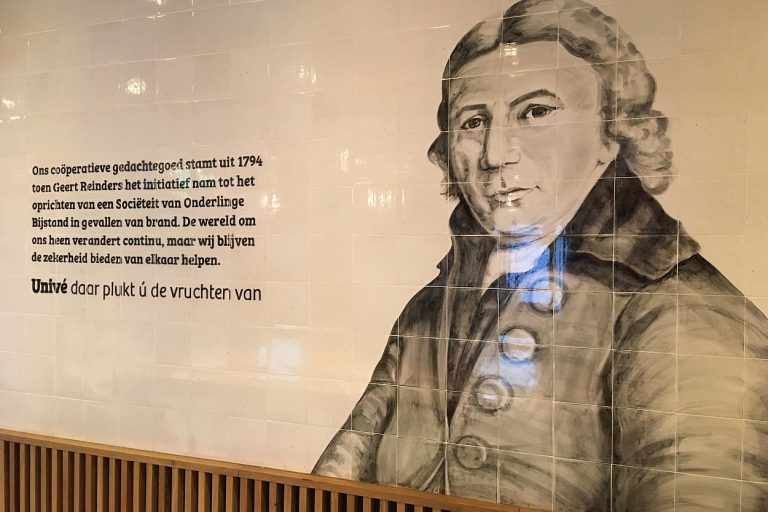 Ons coöperatieve gedachtegoed stamt uit 1794
toen Geert Reinders het initiatief nam tot het
oprichten van een Sociëteit van Onderlinge
Bijstand in gevallen van brand. De wereld om
ons heen verandert continu, maar wij blijven
de zekerheid bieden van elkaar helpen.
Univé daar plukt ú de vruchten van